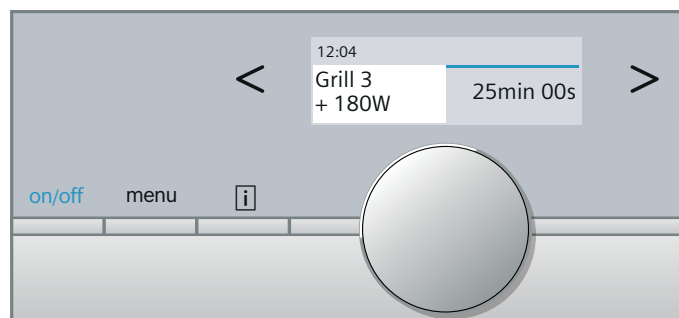 12:04
<
Grill 3
+ 180W
25min 00s
>
on/off
menu
i